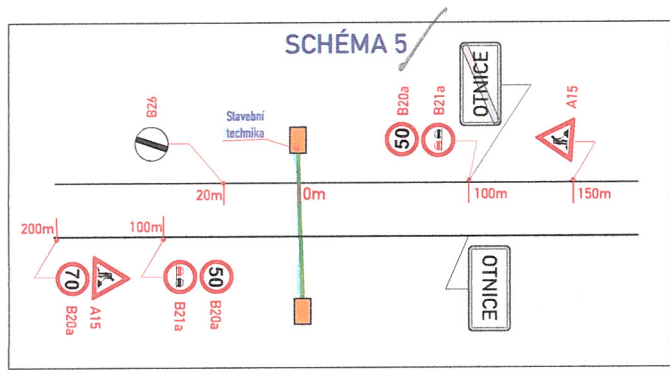 SCHÉMA 5
B26
Stavební
technika
B20a
50
B21a
OTNICE
A15
20m
0m
100m
150m
200m
100m
70
B20a
A15
B21a
50
B20a
OTNICE